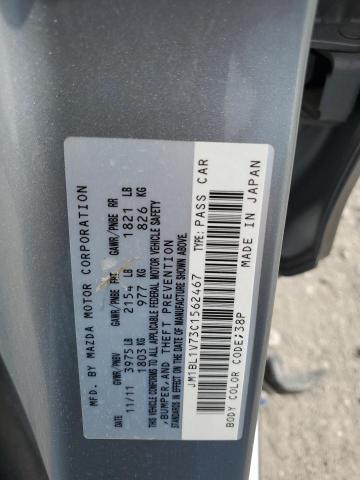 MFD. BY MAZDA MOTOR CORPORATION
GVWR/PNBV GAWR/PNBE FR GAWR/PNBE RR
11/11 3975 LB 2154 LB 1821 LB
1803 KG 977 KG 826 KG
THIS VEHICLE CONFORMS TO ALL APPLICABLE FEDERAL MOTOR VEHICLE SAFETY
,BUMPER,AND THEFT PREVENTION
STANDARDS IN EFFECT ON THE DATE OF MANUFACTURE SHOWN ABOVE.
JM1BL1V73C1562467 TYPE:PASS CAR
BODY COLOR CODE:38P MADE IN JAPAN